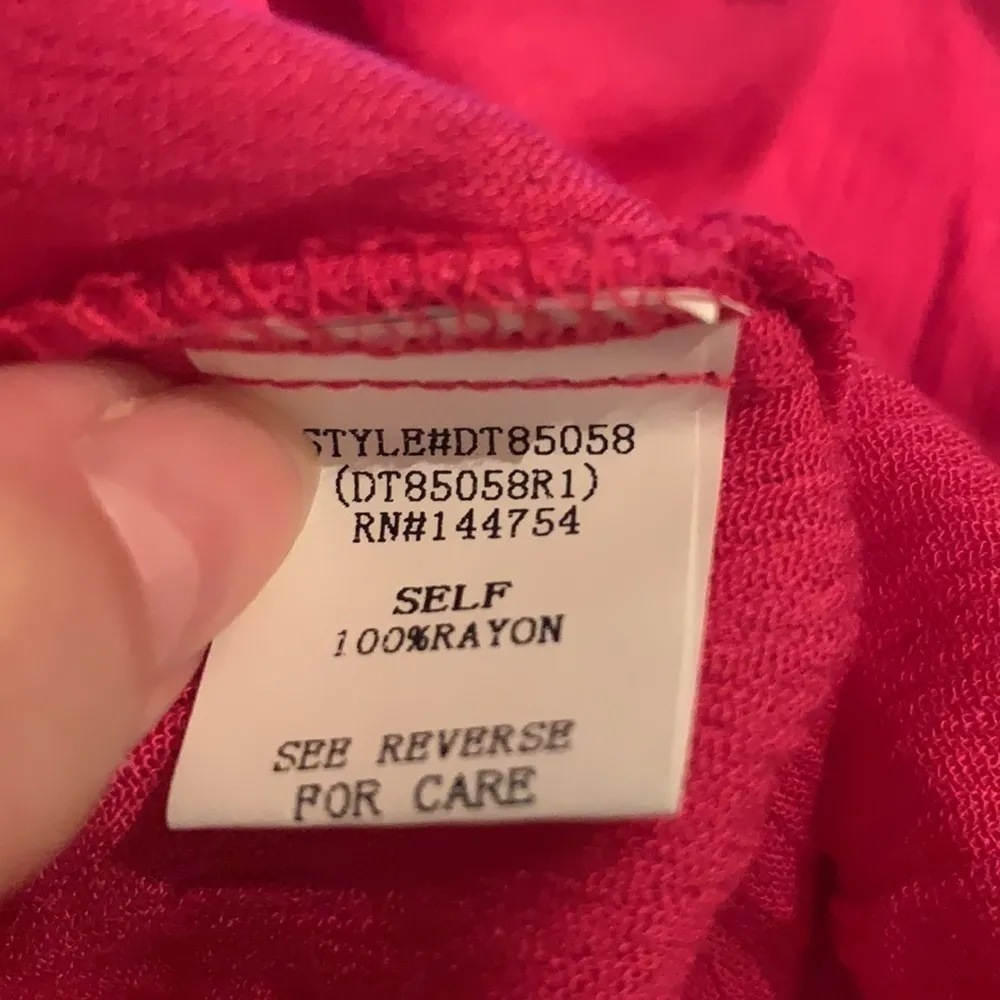 STYLE#DT85058
(DT85058R1)
RN#144754
SELF
100%RAYON
SEE REVERSE
FOR CARE